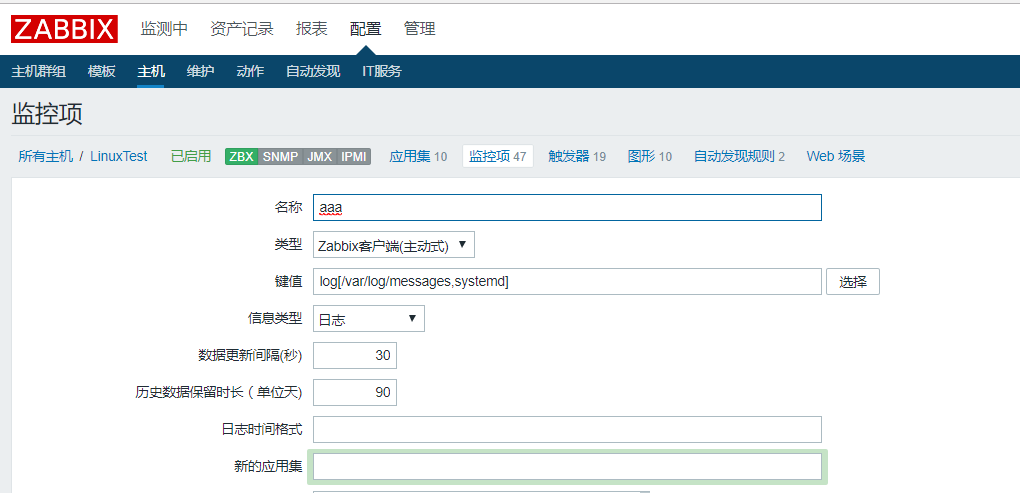 ZABBIX 监测中 资产记录 报表 配置 管理
主机群组 模板 主机 维护 动作 自动发现 IT服务
监控项
所有主机 / LinuxTest 已启用 ZBX SNMP JMX IPMI 应用集 10 监控项 47 触发器 19 图形 10 自动发现规则 2 Web 场景
名称 aaa
类型 Zabbix客户端(主动式)
键值 log[/var/log/messages,systemd] 选择
信息类型 日志
数据更新间隔(秒) 30
历史数据保留时长(单位天) 90
日志时间格式
新的应用集